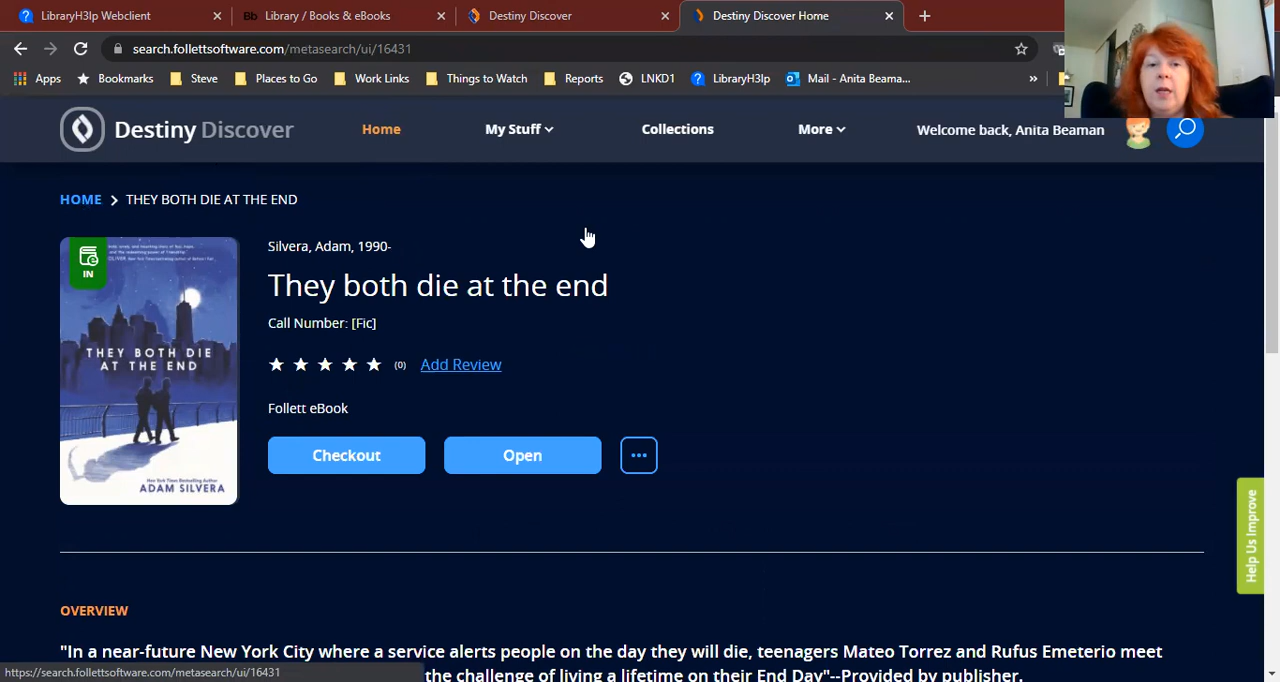 LibraryH3lp Webclient
Bb Library / Books & eBooks
Destiny Discover
Destiny Discover Home
search.follettsoftware.com/metasearch/ui/16431
Apps Bookmarks Steve Places to Go Work Links Things to Watch Reports LNKD1 LibraryH3lp Mail - Anita Beama... »
Destiny Discover
Home My Stuff Collections More Welcome back, Anita Beaman
HOME > THEY BOTH DIE AT THE END
IN
THEY BOTH DIE
AT THE END
ADAM SILVERA
Silvera, Adam, 1990-
They both die at the end
Call Number: [Fic]
(0) Add Review
Follett eBook
Checkout Open ...
Help Us Improve
OVERVIEW
"In a near-future New York City where a service alerts people on the day they will die, teenagers Mateo Torrez and Rufus Emeterio meet
the challenge of living a lifetime on their End Day"--Provided by publisher.
https://search.follettsoftware.com/metasearch/ui/16431